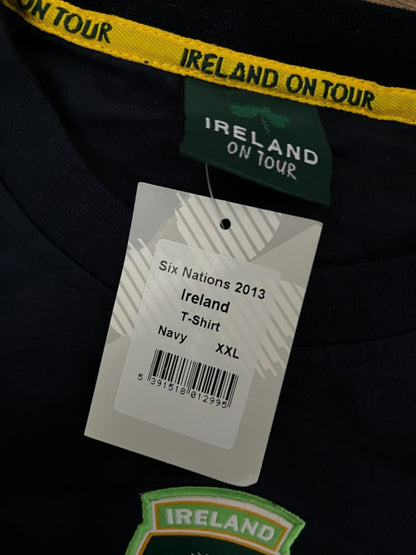 IRELAND ON TOUR
IRELAND
ON TOUR
Six Nations 2013
Ireland
T-Shirt
Navy XXL
5 391518 012995
IRELAND